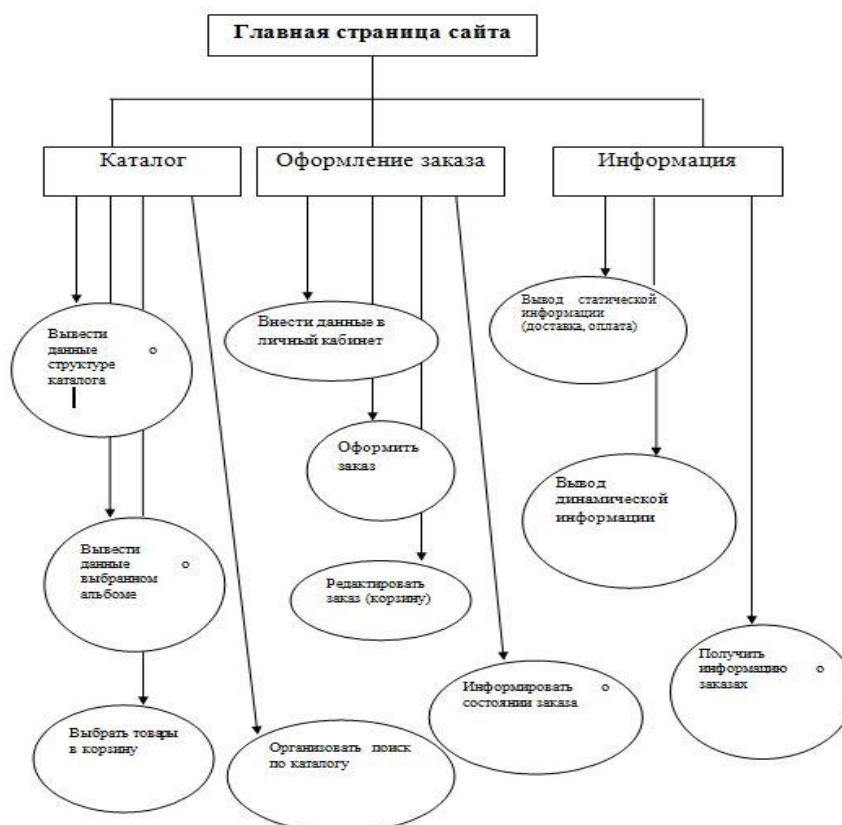 Главная страница сайта
Каталог
Оформление заказа
Информация
Вывести
данные о
структуре
каталога
Внести данные в
личный кабинет
Вывод статической
информации
(доставка, оплата)
Оформить
заказ
Вывод
динамической
информации
Вывести
данные о
выбранном
альбоме
Редактировать
заказ (корзину)
Получить
информацию о
заказах
Информировать о
состоянии заказа
Выбрать товары
в корзину
Организовать поиск
по каталогу